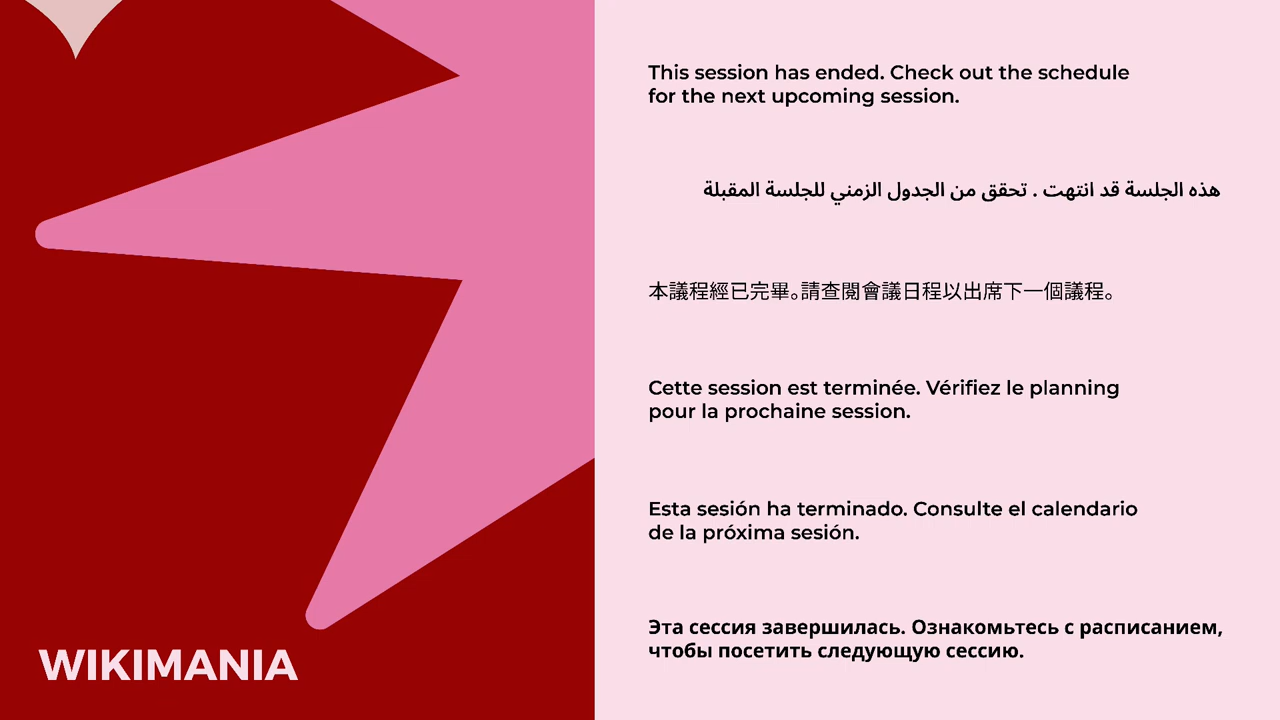 This session has ended. Check out the schedule
for the next upcoming session.
هذه الجلسة قد انتهت . تحقق من الجدول الزمني للجلسة المقبلة
本議程經已完畢。請查閱會議日程以出席下一個議程。
Cette session est terminée. Vérifiez le planning
pour la prochaine session.
Esta sesión ha terminado. Consulte el calendario
de la próxima sesión.
Эта сессия завершилась. Ознакомьтесь с расписанием,
чтобы посетить следующую сессию.
WIKIMANIA